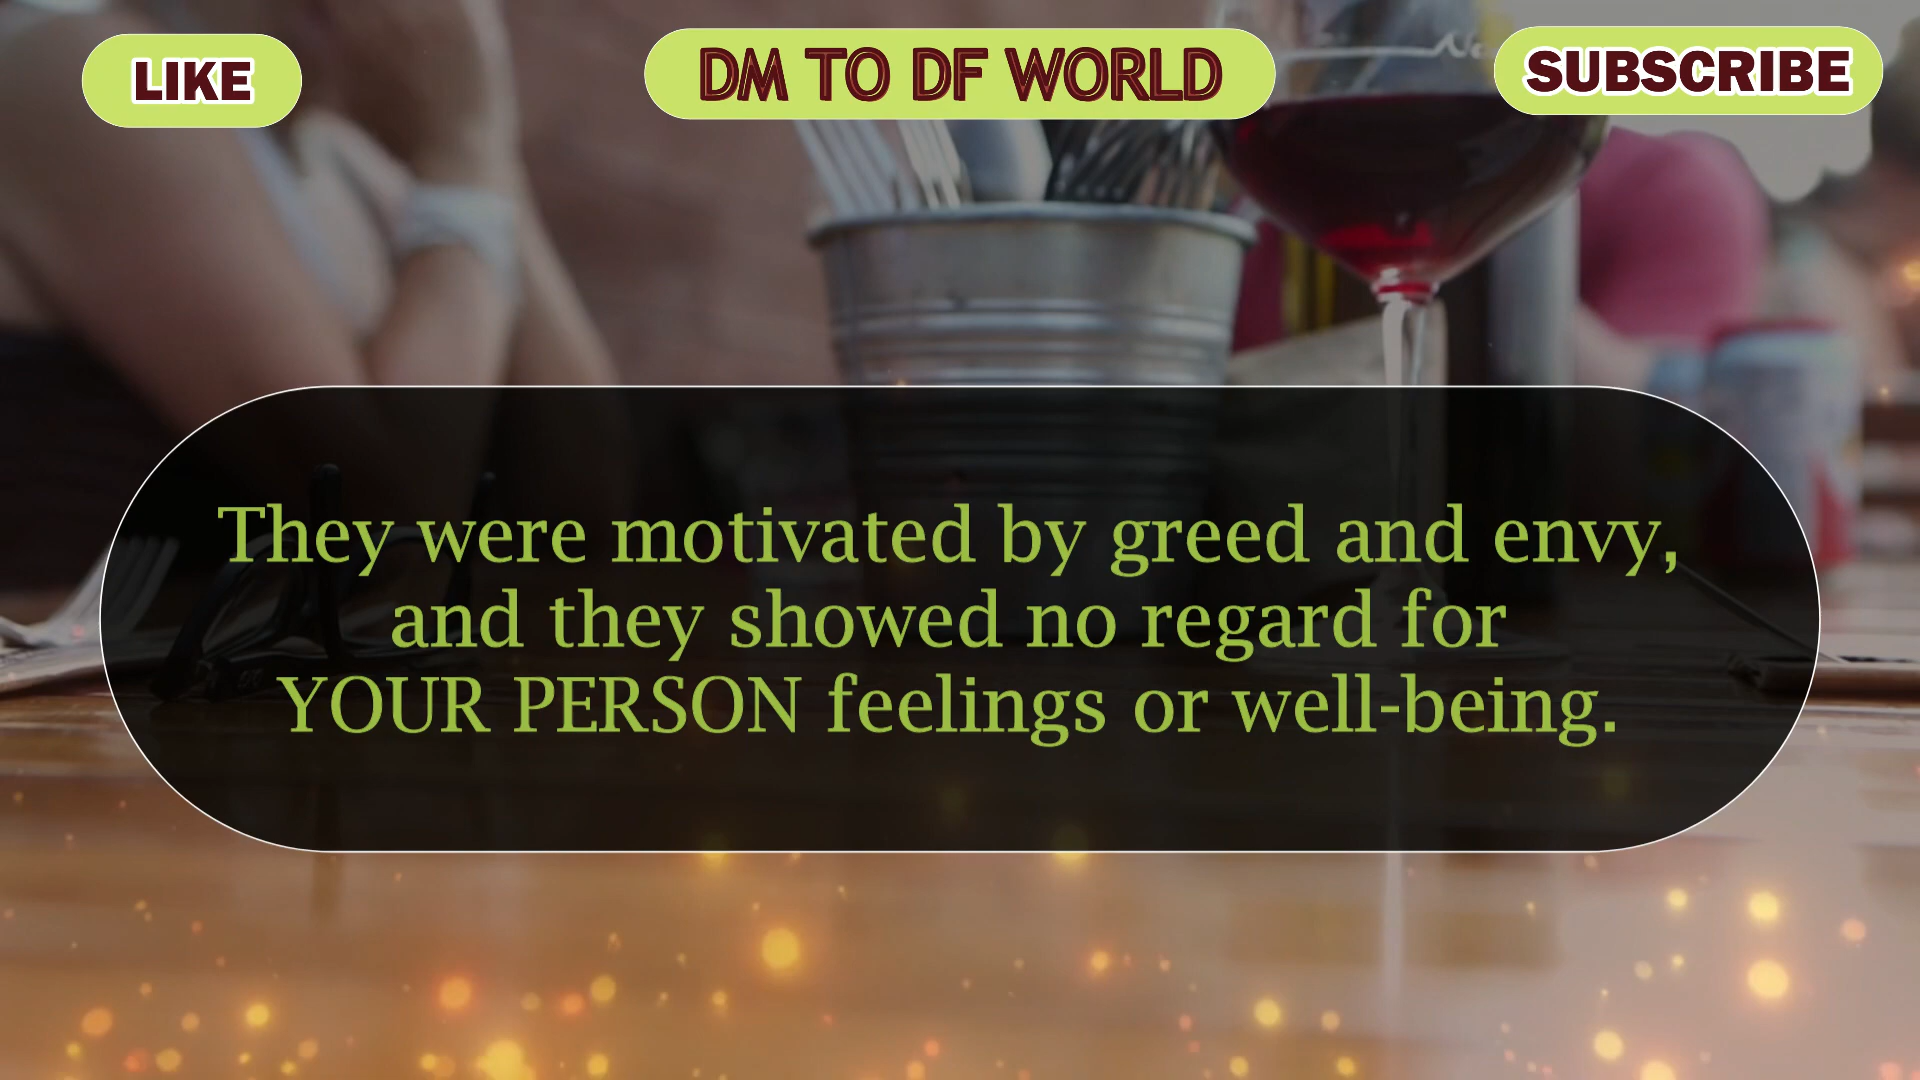 LIKE
DM TO DF WORLD
SUBSCRIBE
They were motivated by greed and envy,
and they showed no regard for
YOUR PERSON feelings or well-being.